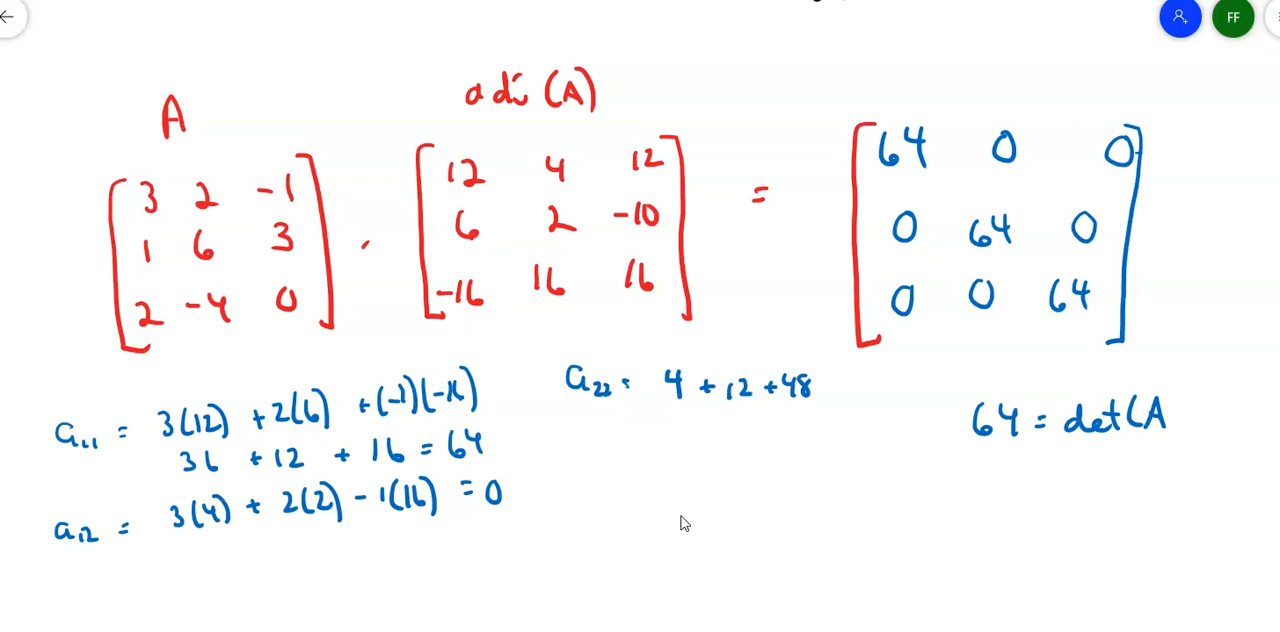 FF
A adi (A)
3 2 -1
1 6 3
2 -4 0
.
12 4 12
6 2 -10
-16 16 16
=
64 0 0
0 64 0
0 0 64
a11 = 3(12) + 2(6) + (-1)(-16)
36 + 12 + 16 = 64
a12 = 3(4) + 2(2) - 1(16) = 0
a22 = 4 + 12 + 48
64 = det(A